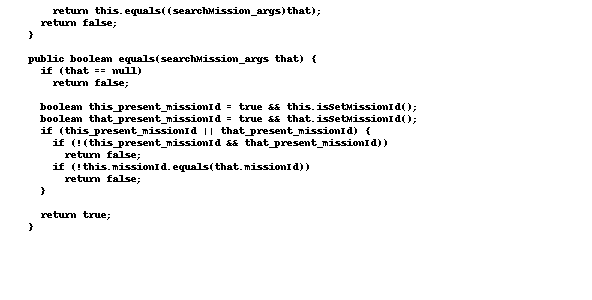 return this.equals((searchMission_args)that);
return false;
}
public boolean equals(searchMission_args that) {
if (that == null)
return false;
boolean this_present_missionId = true && this.isSetMissionId();
boolean that_present_missionId = true && that.isSetMissionId();
if (this_present_missionId || that_present_missionId) {
if (!(this_present_missionId && that_present_missionId))
return false;
if (!this.missionId.equals(that.missionId))
return false;
}
return true;
}